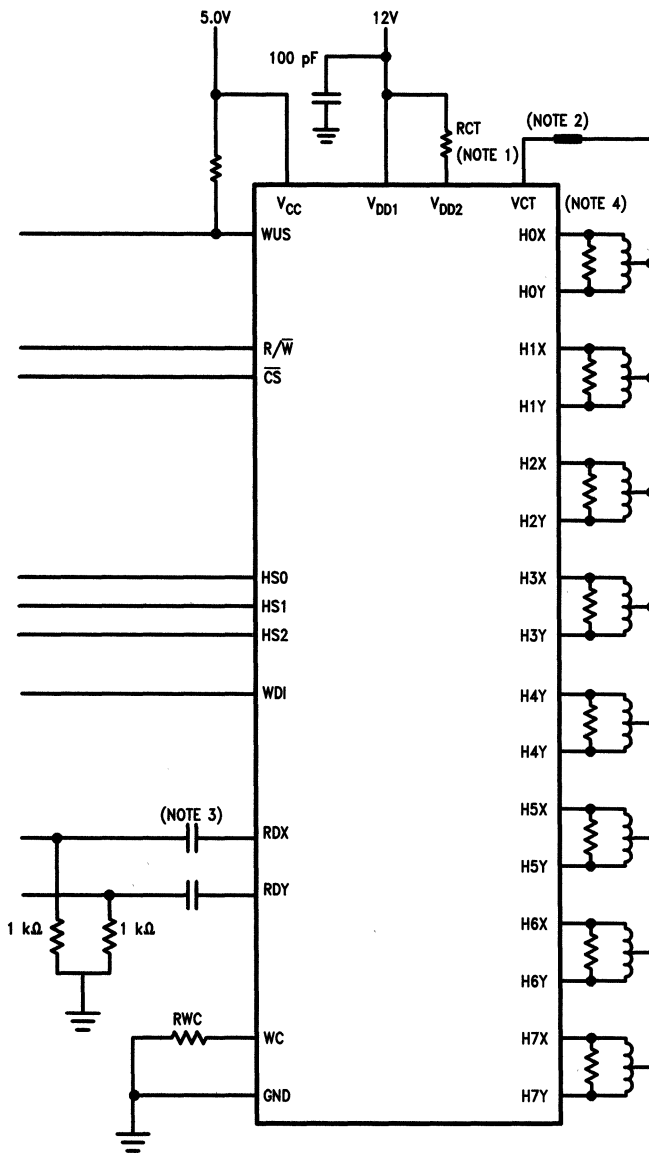 5.0V
12V
100 pF
RCT
(NOTE 1)
(NOTE 2)
VCC
VDD1
VDD2
VCT
(NOTE 4)
WUS
H0X
H0Y
R/W̅
H1X
C̅S̅
H1Y
H2X
H2Y
HS0
H3X
HS1
HS2
H3Y
WDI
H4Y
H4Y
(NOTE 3)
RDX
H5X
H5Y
RDY
1 kΩ
1 kΩ
H6X
H6Y
RWC
WC
H7X
GND
H7Y